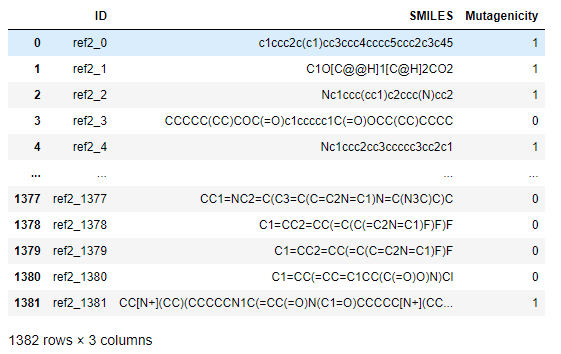 ID SMILES Mutagenicity
0 ref2_0 c1ccc2c(c1)cc3ccc4cccc5ccc2c3c45 1
1 ref2_1 C1O[C@@H]1[C@H]2CO2 1
2 ref2_2 Nc1ccc(cc1)c2ccc(N)cc2 1
3 ref2_3 CCCCC(CC)COC(=O)c1ccccc1C(=O)OCC(CC)CCCC 0
4 ref2_4 Nc1ccc2cc3ccccc3cc2c1 1
... ... ... ...
1377 ref2_1377 CC1=NC2=C(C3=C(C=C2N=C1)N=C(N3C)C)C 0
1378 ref2_1378 C1=CC2=CC(=C(C(=C2N=C1)F)F)F 0
1379 ref2_1379 C1=CC2=CC(=C(C=C2N=C1)F)F 0
1380 ref2_1380 C1=CC(=CC=C1CC(C(=O)O)N)Cl 0
1381 ref2_1381 CC[N+](CC)(CCCCCN1C(=CC(=O)N(C1=O)CCCCC[N+](CC... 1
1382 rows × 3 columns